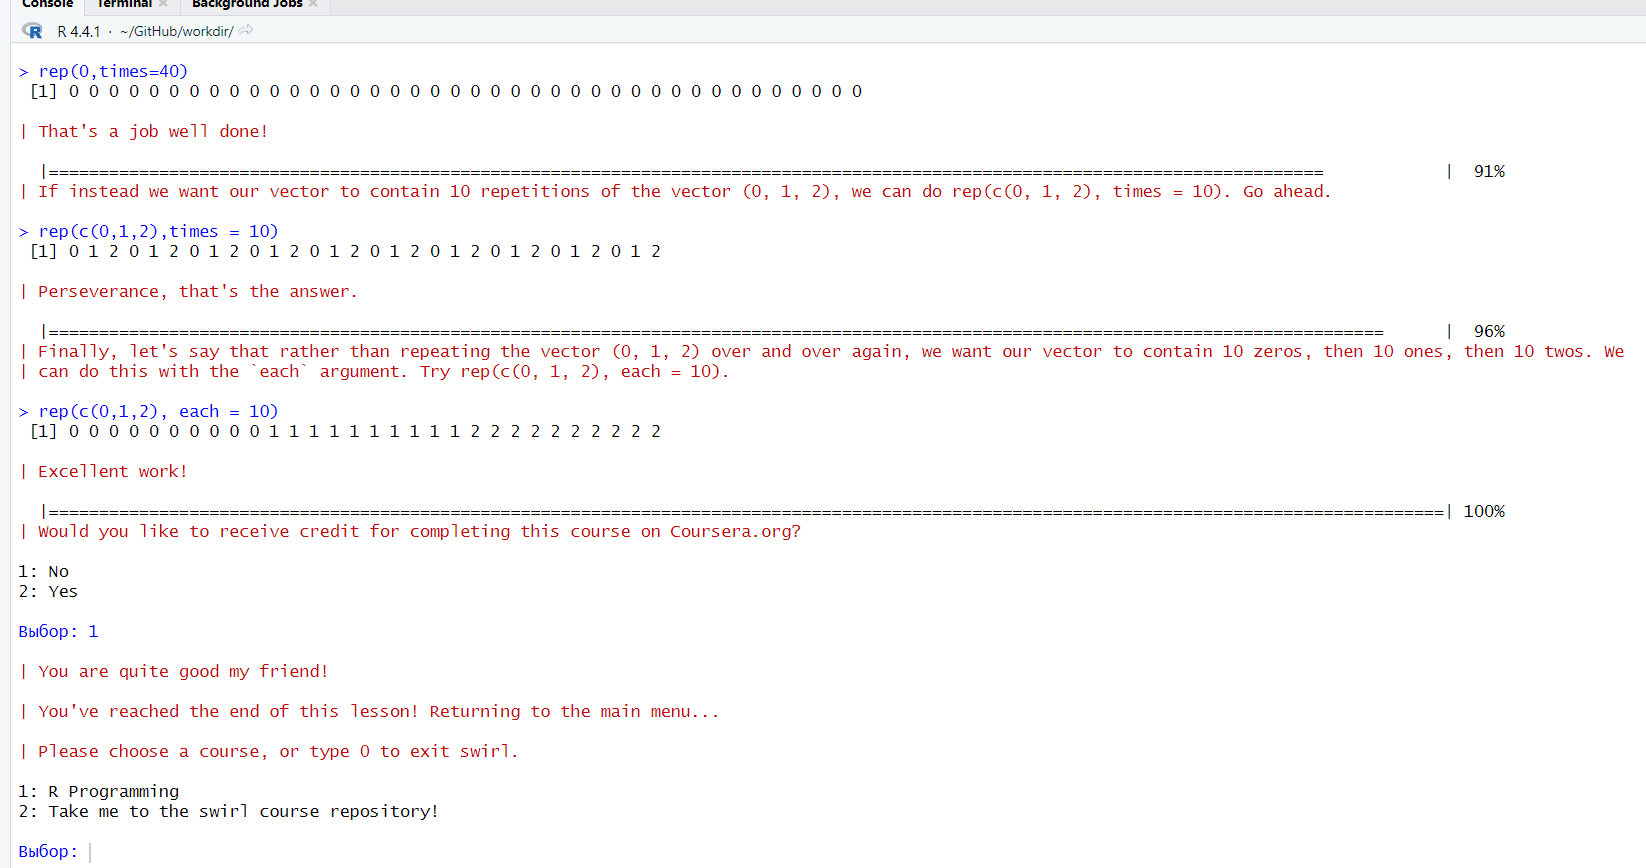 Console Terminal Background Jobs
R 4.4.1 · ~/GitHub/workdir/
> rep(0,times=40)
[1] 0 0 0 0 0 0 0 0 0 0 0 0 0 0 0 0 0 0 0 0 0 0 0 0 0 0 0 0 0 0 0 0 0 0 0 0 0 0 0 0
| That's a job well done!
|=============================================================================================================================== | 91%
| If instead we want our vector to contain 10 repetitions of the vector (0, 1, 2), we can do rep(c(0, 1, 2), times = 10). Go ahead.
> rep(c(0,1,2),times = 10)
[1] 0 1 2 0 1 2 0 1 2 0 1 2 0 1 2 0 1 2 0 1 2 0 1 2 0 1 2 0 1 2
| Perseverance, that's the answer.
|===================================================================================================================================== | 96%
| Finally, let's say that rather than repeating the vector (0, 1, 2) over and over again, we want our vector to contain 10 zeros, then 10 ones, then 10 twos. We
| can do this with the `each` argument. Try rep(c(0, 1, 2), each = 10).
> rep(c(0,1,2), each = 10)
[1] 0 0 0 0 0 0 0 0 0 0 1 1 1 1 1 1 1 1 1 1 2 2 2 2 2 2 2 2 2 2
| Excellent work!
|===========================================================================================================================================| 100%
| Would you like to receive credit for completing this course on Coursera.org?
1: No
2: Yes
Выбор: 1
| You are quite good my friend!
| You've reached the end of this lesson! Returning to the main menu...
| Please choose a course, or type 0 to exit swirl.
1: R Programming
2: Take me to the swirl course repository!
Выбор: